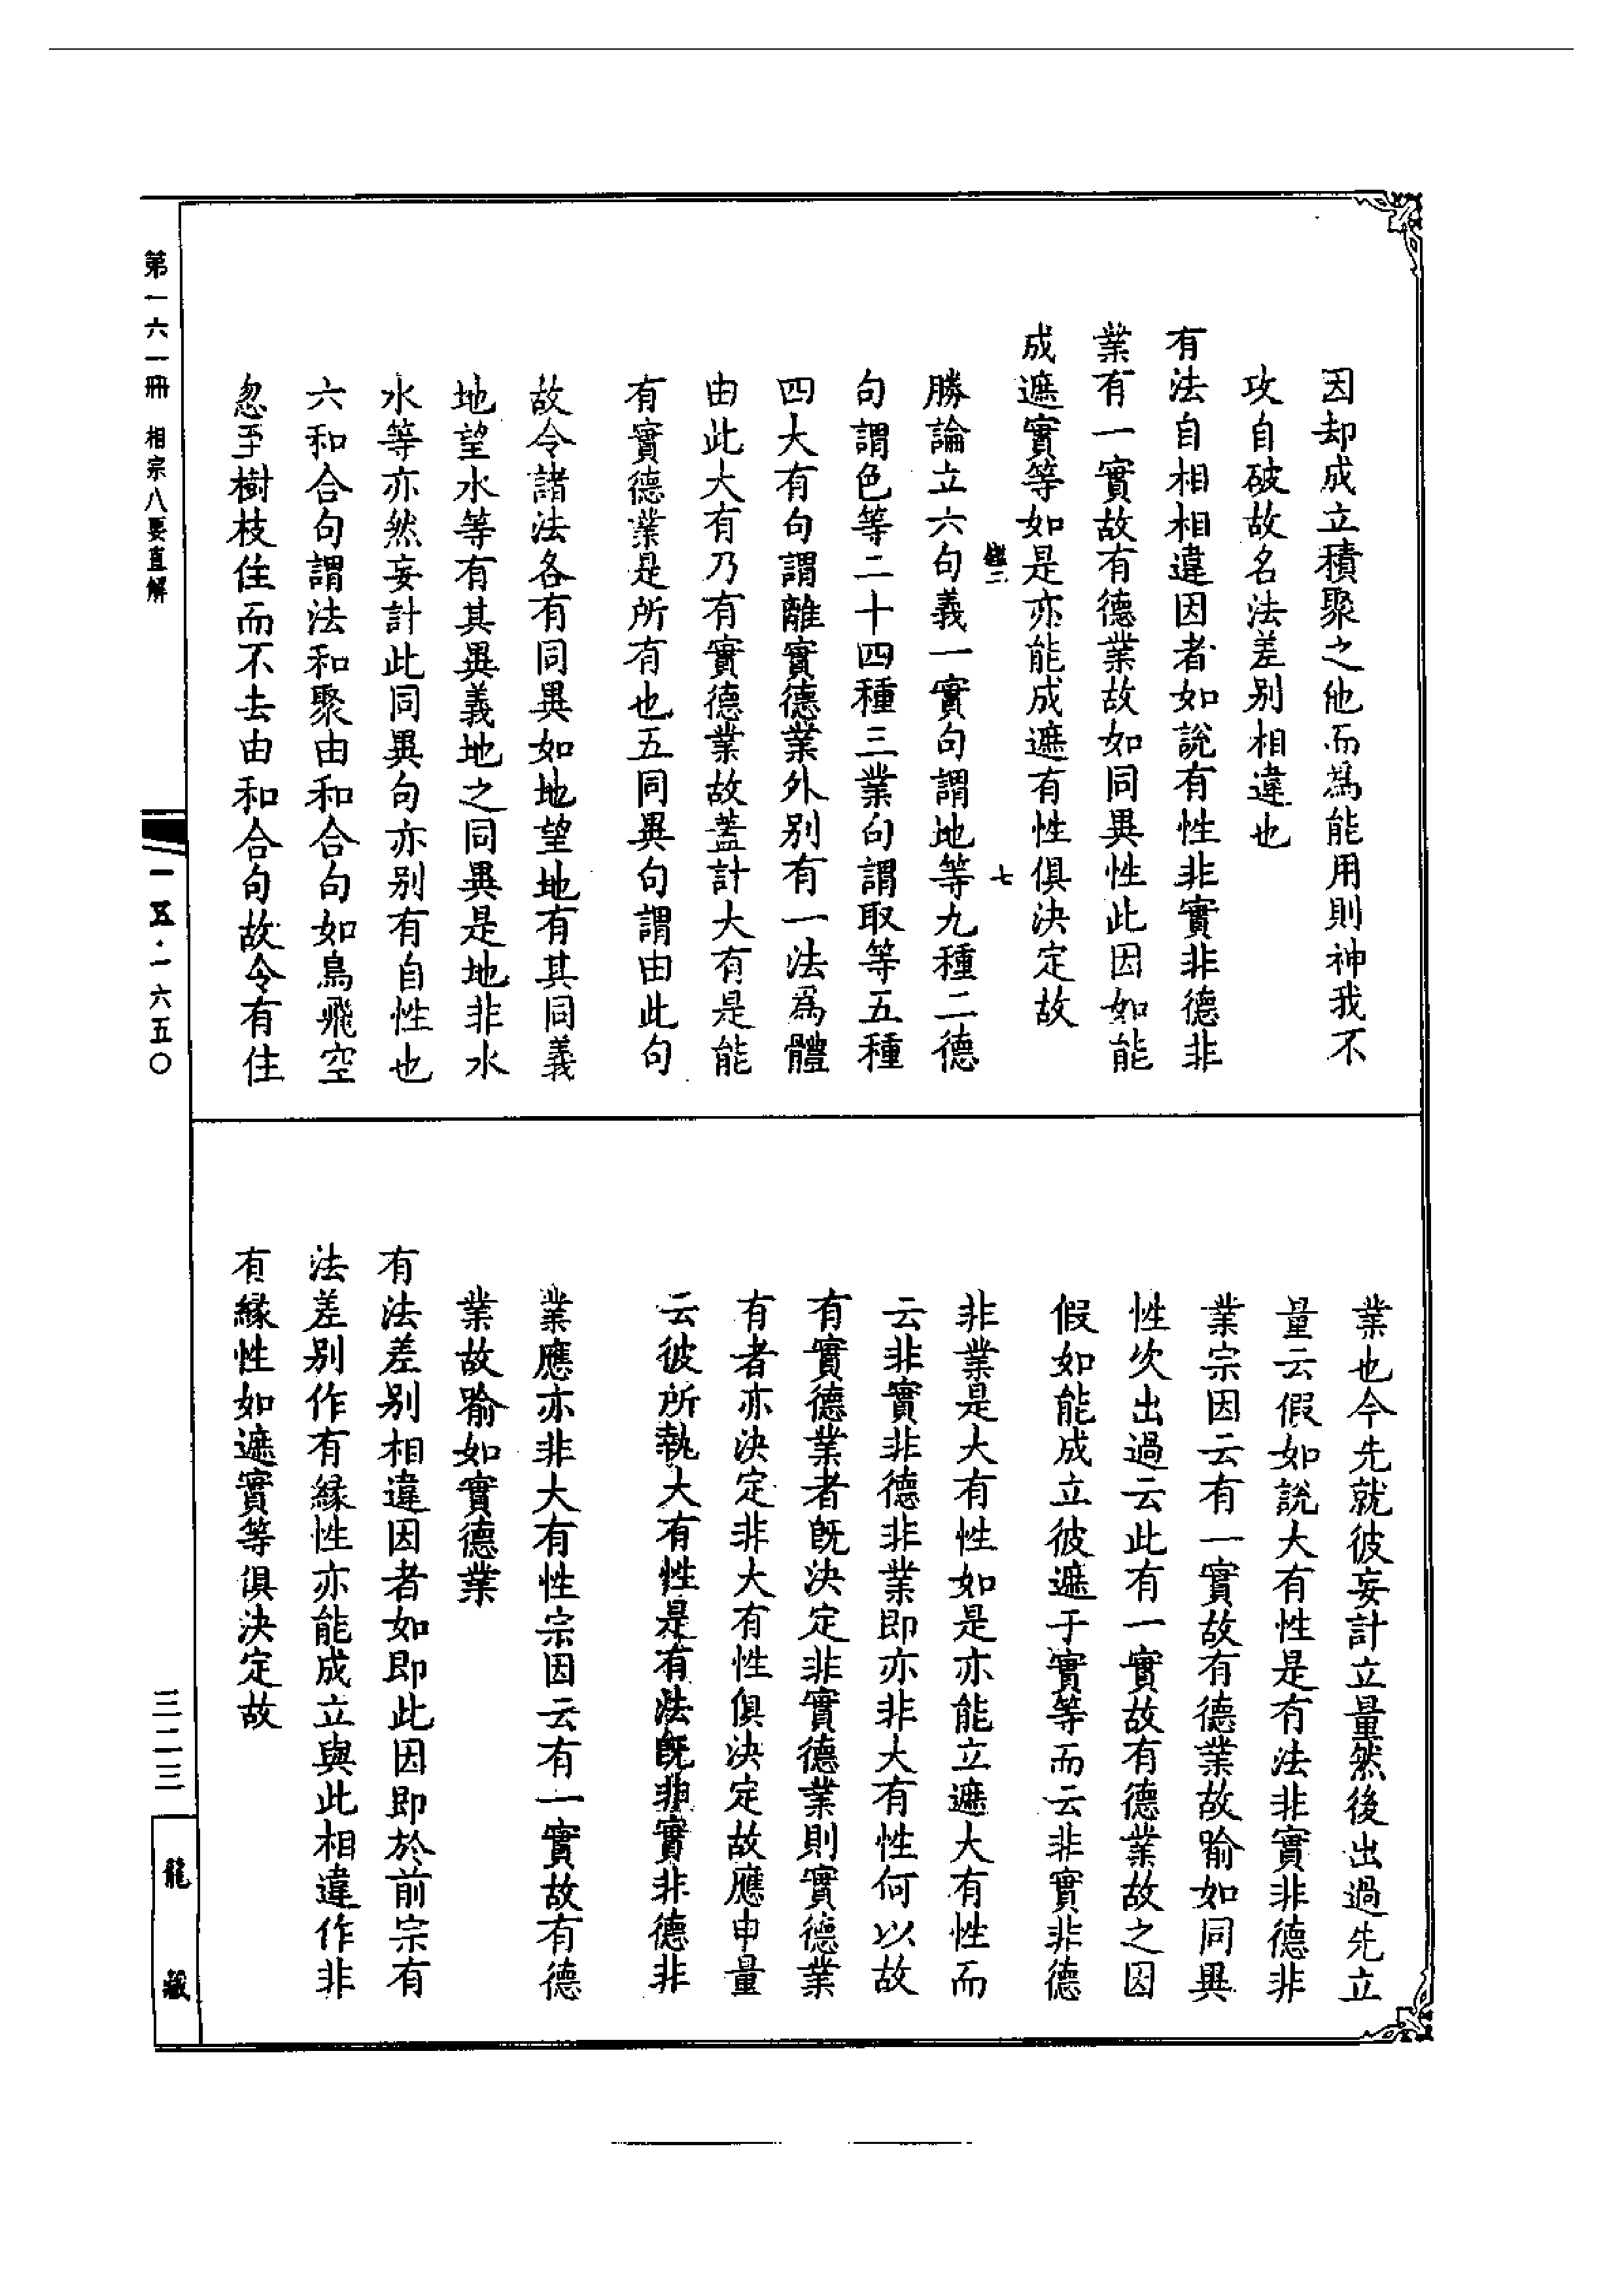 因却成立積聚之他而為能用則神我不
攻自破故名法差別相違也
有法自相相違因者如說有性非實非德非
業有一實故有德業故如同異性此因如能
成遮實等如是亦能成遮有性俱決定故
七
勝論立六句義一實句謂地等九種二德
句謂色等二十四種三業句謂取等五種
四大有句謂離實德業外別有一法為體
由此大有乃有實德業故蓋計大有是能
有實德業是所有也五同異句謂由此句
故令諸法各有同異如地望地有其同義
地望水等有其異義地之同異是地非水
水等亦然妄計此同異句亦別有自性也
六和合句謂法和聚由和合句如鳥飛空
忽至樹枝住而不去由和合句故令有住
業也今先就彼妄計立量然後出過先立
量云假如說大有性是有法非實非德非
業宗因云有一實故有德業故喻如同異
性次出過云此有一實故有德業故之因
假如能成立彼遮于實等而云非實非德
非業是大有性如是亦能立遮大有性而
云非實非德非業即亦非大有性何以故
有實德業者既決定非實德業則實德業
有者亦決定非大有性俱決定故應申量
云彼所執大有性是有法既非實非德非
業應亦非大有性宗因云有一實故有德
業故喻如實德業
有法差別相違因者如即此因即於前宗有
法差別作有緣性亦能成立與此相違作非
有緣性如遮實等俱決定故
第一六一冊 相宗八要直解
一五·一六五〇
三二三
龍藏